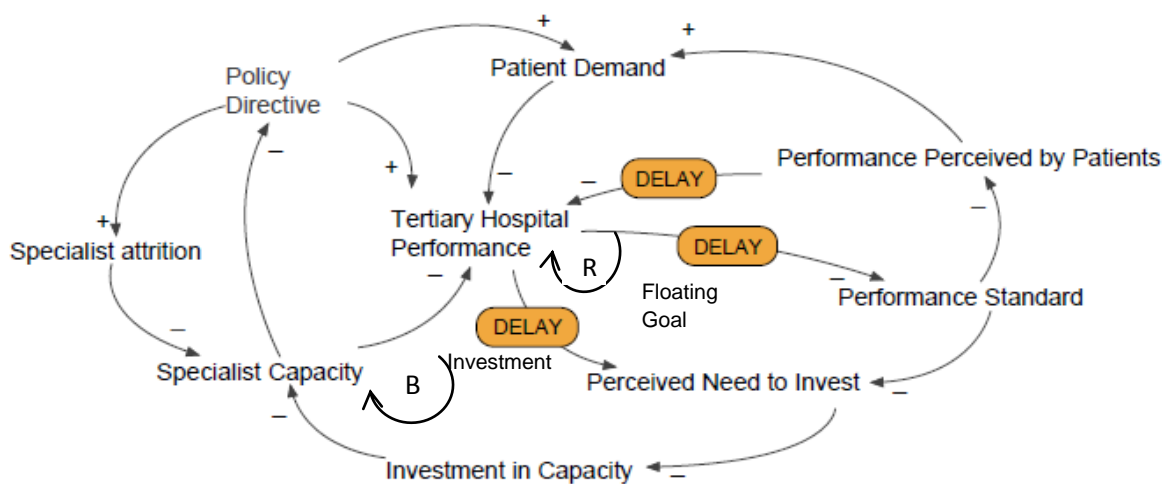 +
+
Patient Demand
Policy
Directive
–
+
–
DELAY
–
Performance Perceived by Patients
–
+
Specialist attrition
Tertiary Hospital
Performance
–
R
DELAY
–
Performance Standard
Floating
Goal
–
DELAY
Investment
Specialist Capacity
B
Perceived Need to Invest
–
–
Investment in Capacity
–